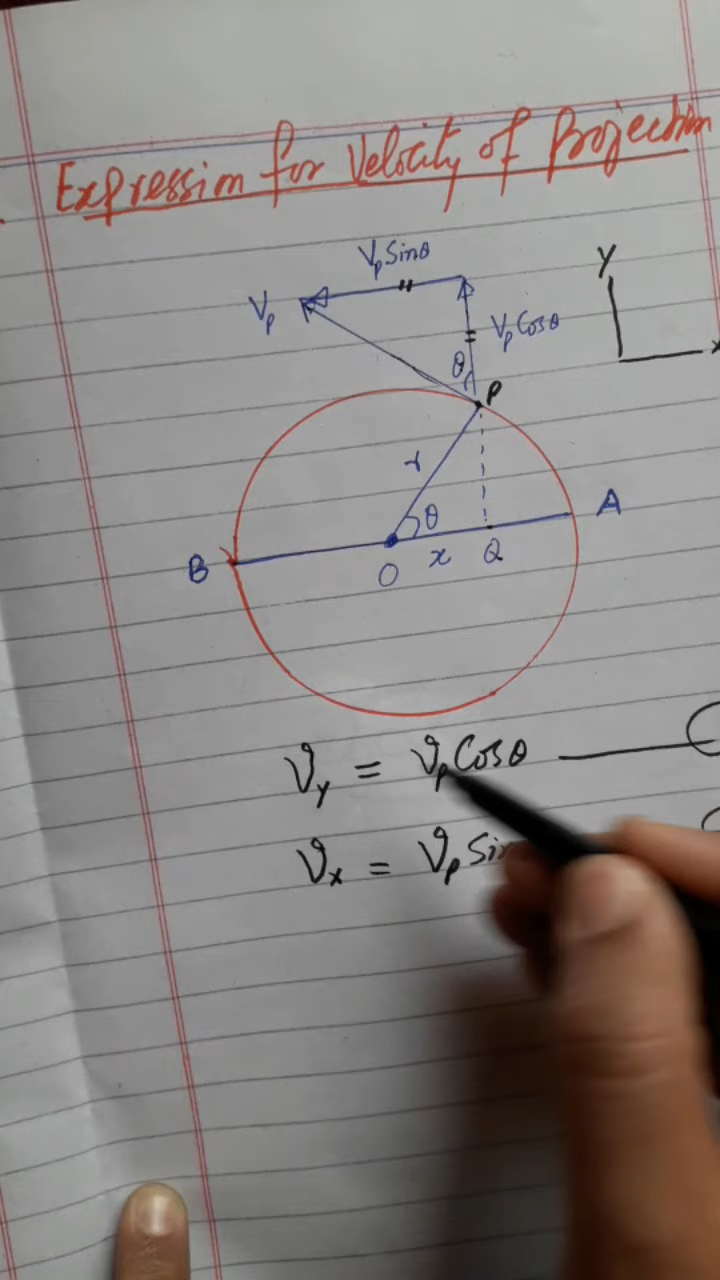 Expression for Velocity of Projection
Vp Sinθ
Y
Vp
Vp Cosθ
θ
P
r
θ
A
B
O x Q
Vy = Vp Cosθ
Vx = Vp